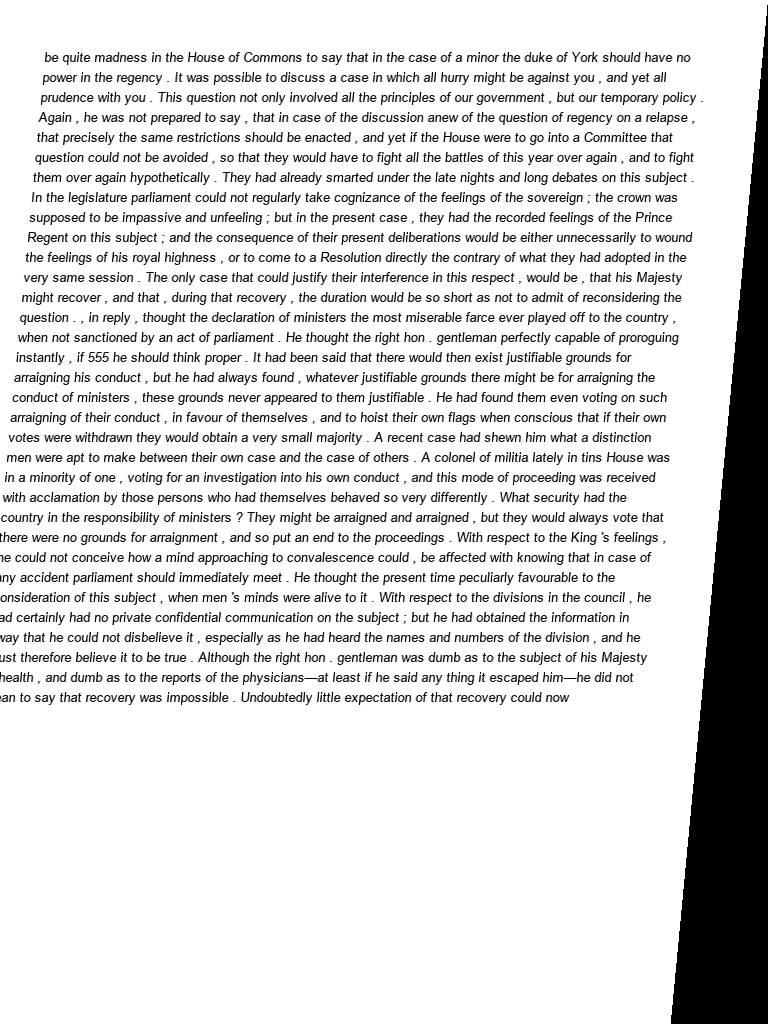 be quite madness in the House of Commons to say that in the case of a minor the duke of York should have no
power in the regency . It was possible to discuss a case in which all hurry might be against you , and yet all
prudence with you . This question not only involved all the principles of our government , but our temporary policy .
Again , he was not prepared to say , that in case of the discussion anew of the question of regency on a relapse ,
that precisely the same restrictions should be enacted , and yet if the House were to go into a Committee that
question could not be avoided , so that they would have to fight all the battles of this year over again , and to fight
them over again hypothetically . They had already smarted under the late nights and long debates on this subject .
In the legislature parliament could not regularly take cognizance of the feelings of the sovereign ; the crown was
supposed to be impassive and unfeeling ; but in the present case , they had the recorded feelings of the Prince
Regent on this subject ; and the consequence of their present deliberations would be either unnecessarily to wound
the feelings of his royal highness , or to come to a Resolution directly the contrary of what they had adopted in the
very same session . The only case that could justify their interference in this respect , would be , that his Majesty
might recover , and that , during that recovery , the duration would be so short as not to admit of reconsidering the
question . , in reply , thought the declaration of ministers the most miserable farce ever played off to the country ,
when not sanctioned by an act of parliament . He thought the right hon . gentleman perfectly capable of proroguing
instantly , if 555 he should think proper . It had been said that there would then exist justifiable grounds for
arraigning his conduct , but he had always found , whatever justifiable grounds there might be for arraigning the
conduct of ministers , these grounds never appeared to them justifiable . He had found them even voting on such
arraigning of their conduct , in favour of themselves , and to hoist their own flags when conscious that if their own
votes were withdrawn they would obtain a very small majority . A recent case had shewn him what a distinction
men were apt to make between their own case and the case of others . A colonel of militia lately in tins House was
in a minority of one , voting for an investigation into his own conduct , and this mode of proceeding was received
with acclamation by those persons who had themselves behaved so very differently . What security had the
country in the responsibility of ministers ? They might be arraigned and arraigned , but they would always vote that
there were no grounds for arraignment , and so put an end to the proceedings . With respect to the King 's feelings ,
he could not conceive how a mind approaching to convalescence could , be affected with knowing that in case of
any accident parliament should immediately meet . He thought the present time peculiarly favourable to the
onsideration of this subject , when men 's minds were alive to it . With respect to the divisions in the council , he
ad certainly had no private confidential communication on the subject ; but he had obtained the information in
way that he could not disbelieve it , especially as he had heard the names and numbers of the division , and he
ust therefore believe it to be true . Although the right hon . gentleman was dumb as to the subject of his Majesty
health , and dumb as to the reports of the physicians—at least if he said any thing it escaped him—he did not
ean to say that recovery was impossible . Undoubtedly little expectation of that recovery could now